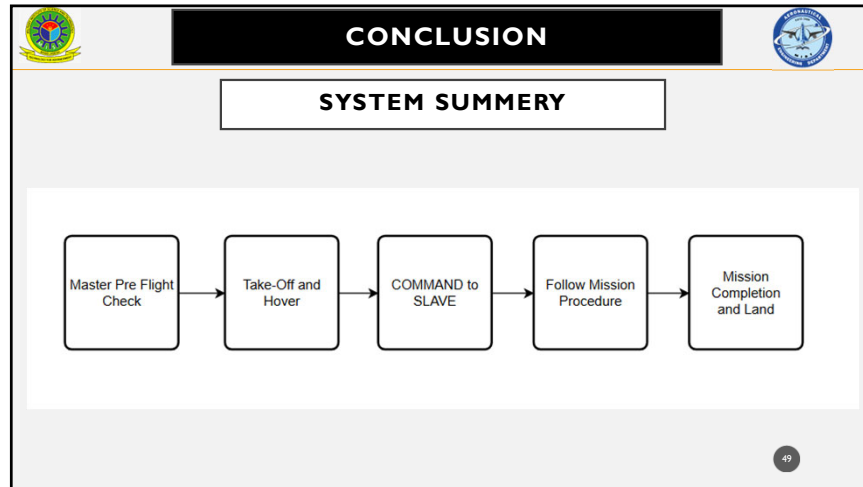 CONCLUSION
SYSTEM SUMMERY
Master Pre Flight
Check
Take-Off and
Hover
COMMAND to
SLAVE
Follow Mission
Procedure
Mission
Completion
and Land
49